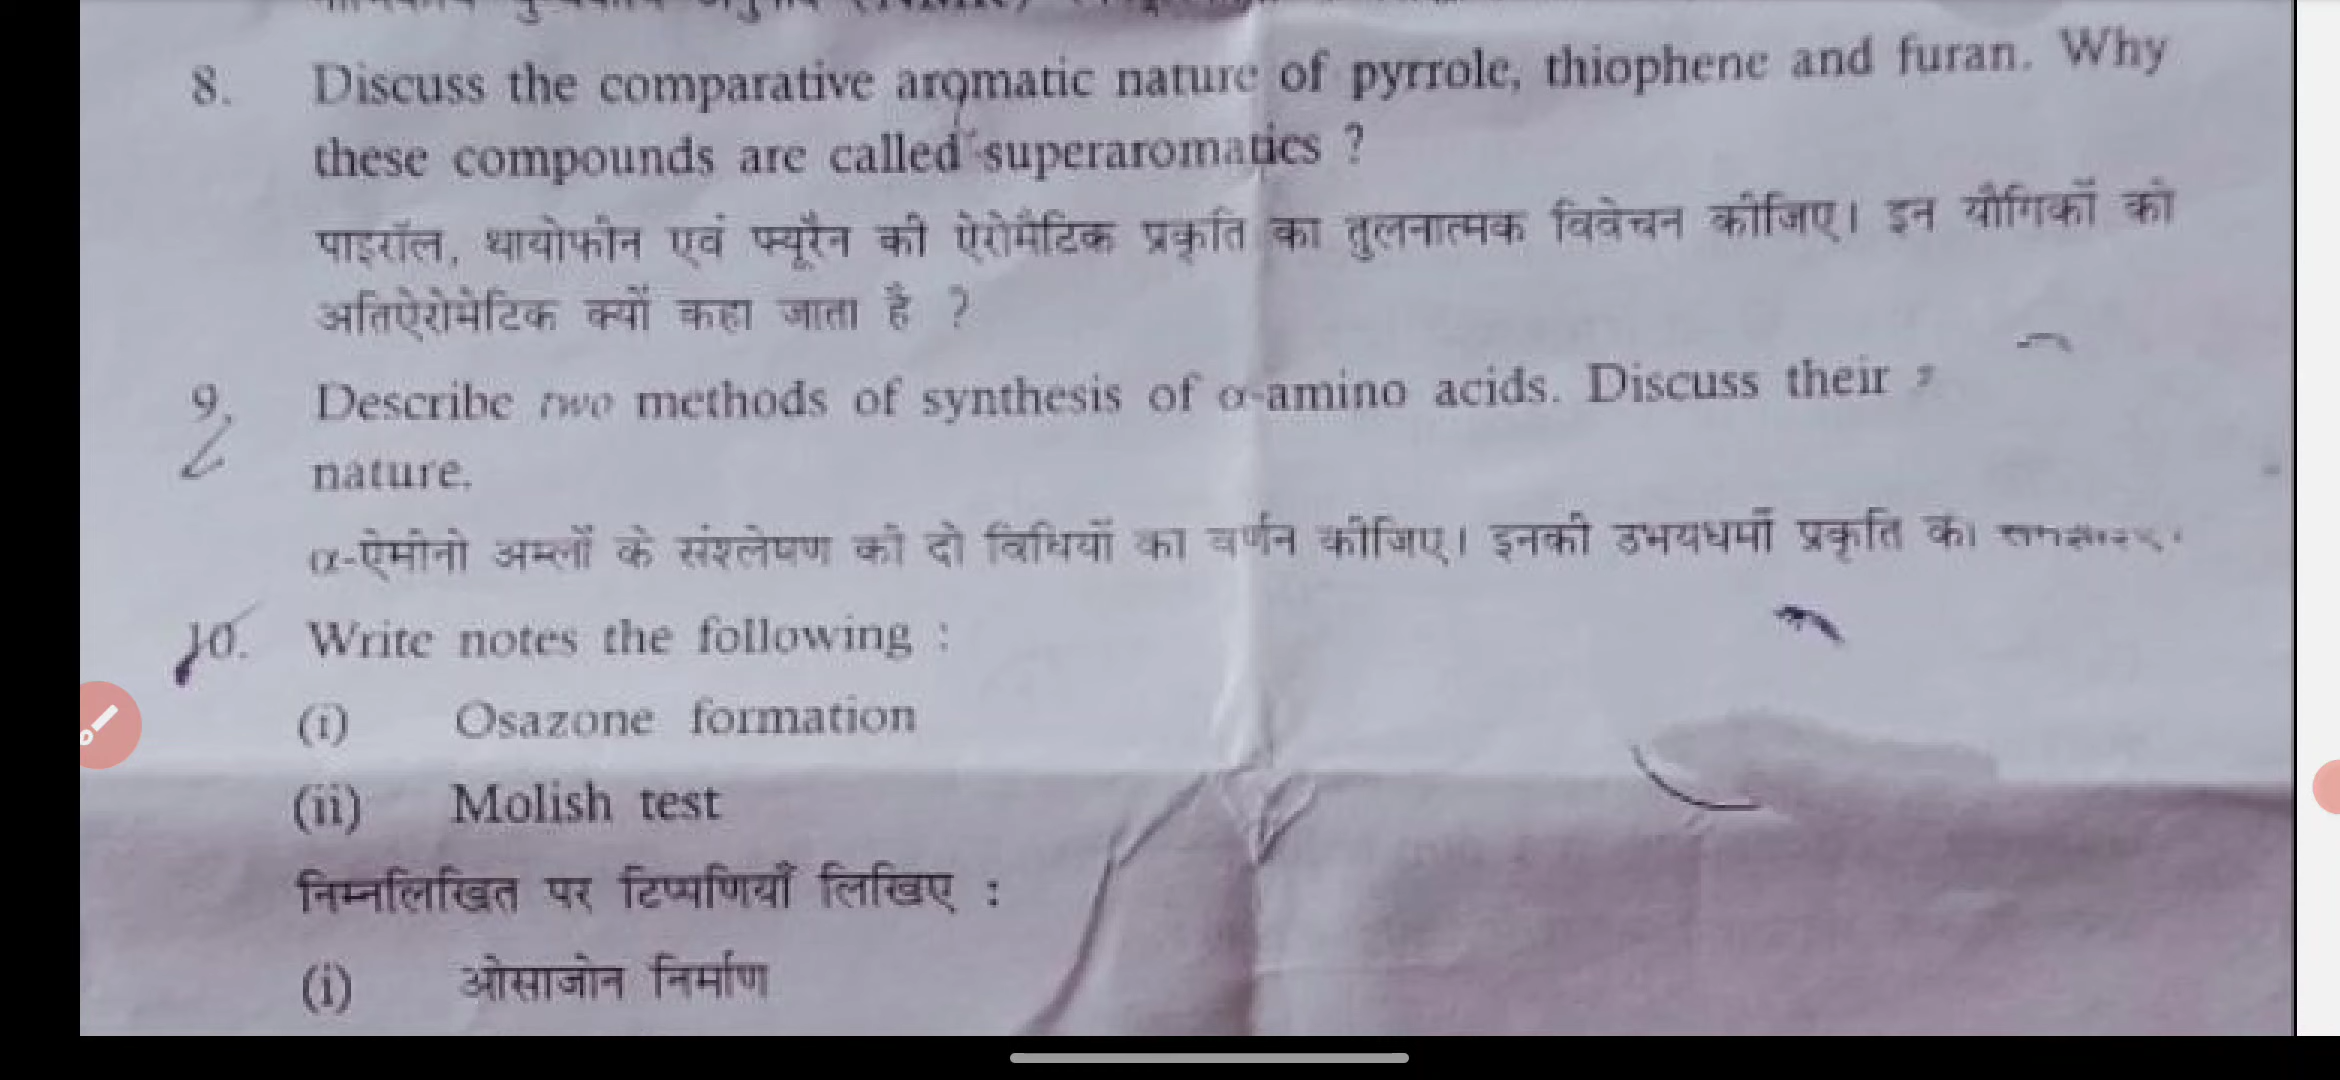 8. Discuss the comparative aromatic nature of pyrrole, thiophene and furan. Why
these compounds are called superaromatics ?
पाइरॉल, थायोफीन एवं फ्यूरैन की ऐरोमैटिक प्रकृति का तुलनात्मक विवेचन कीजिए। इन यौगिकों को
अतिऐरोमेटिक क्यों कहा जाता है ?
9. Describe two methods of synthesis of α-amino acids. Discuss their
nature.
α-ऐमीनो अम्लों के संश्लेषण की दो विधियों का वर्णन कीजिए। इनकी उभयधर्मी प्रकृति को
10. Write notes the following :
(i) Osazone formation
(ii) Molish test
निम्नलिखित पर टिप्पणियाँ लिखिए :
(i) ओसाजोन निर्माण